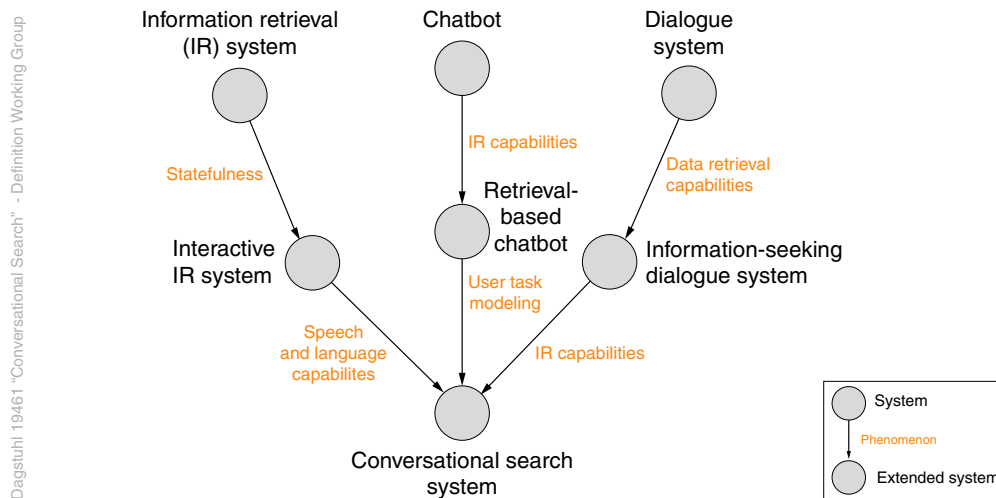 Dagstuhl 19461 “Conversational Search” - Definition Working Group
Information retrieval
(IR) system
Chatbot
Dialogue
system
IR capabilities
Statefulness
Data retrieval
capabilities
Retrieval-
based
chatbot
Interactive
IR system
Information-seeking
dialogue system
User task
modeling
Speech
and language
capabilites
IR capabilities
Conversational search
system
System
Phenomenon
Extended system